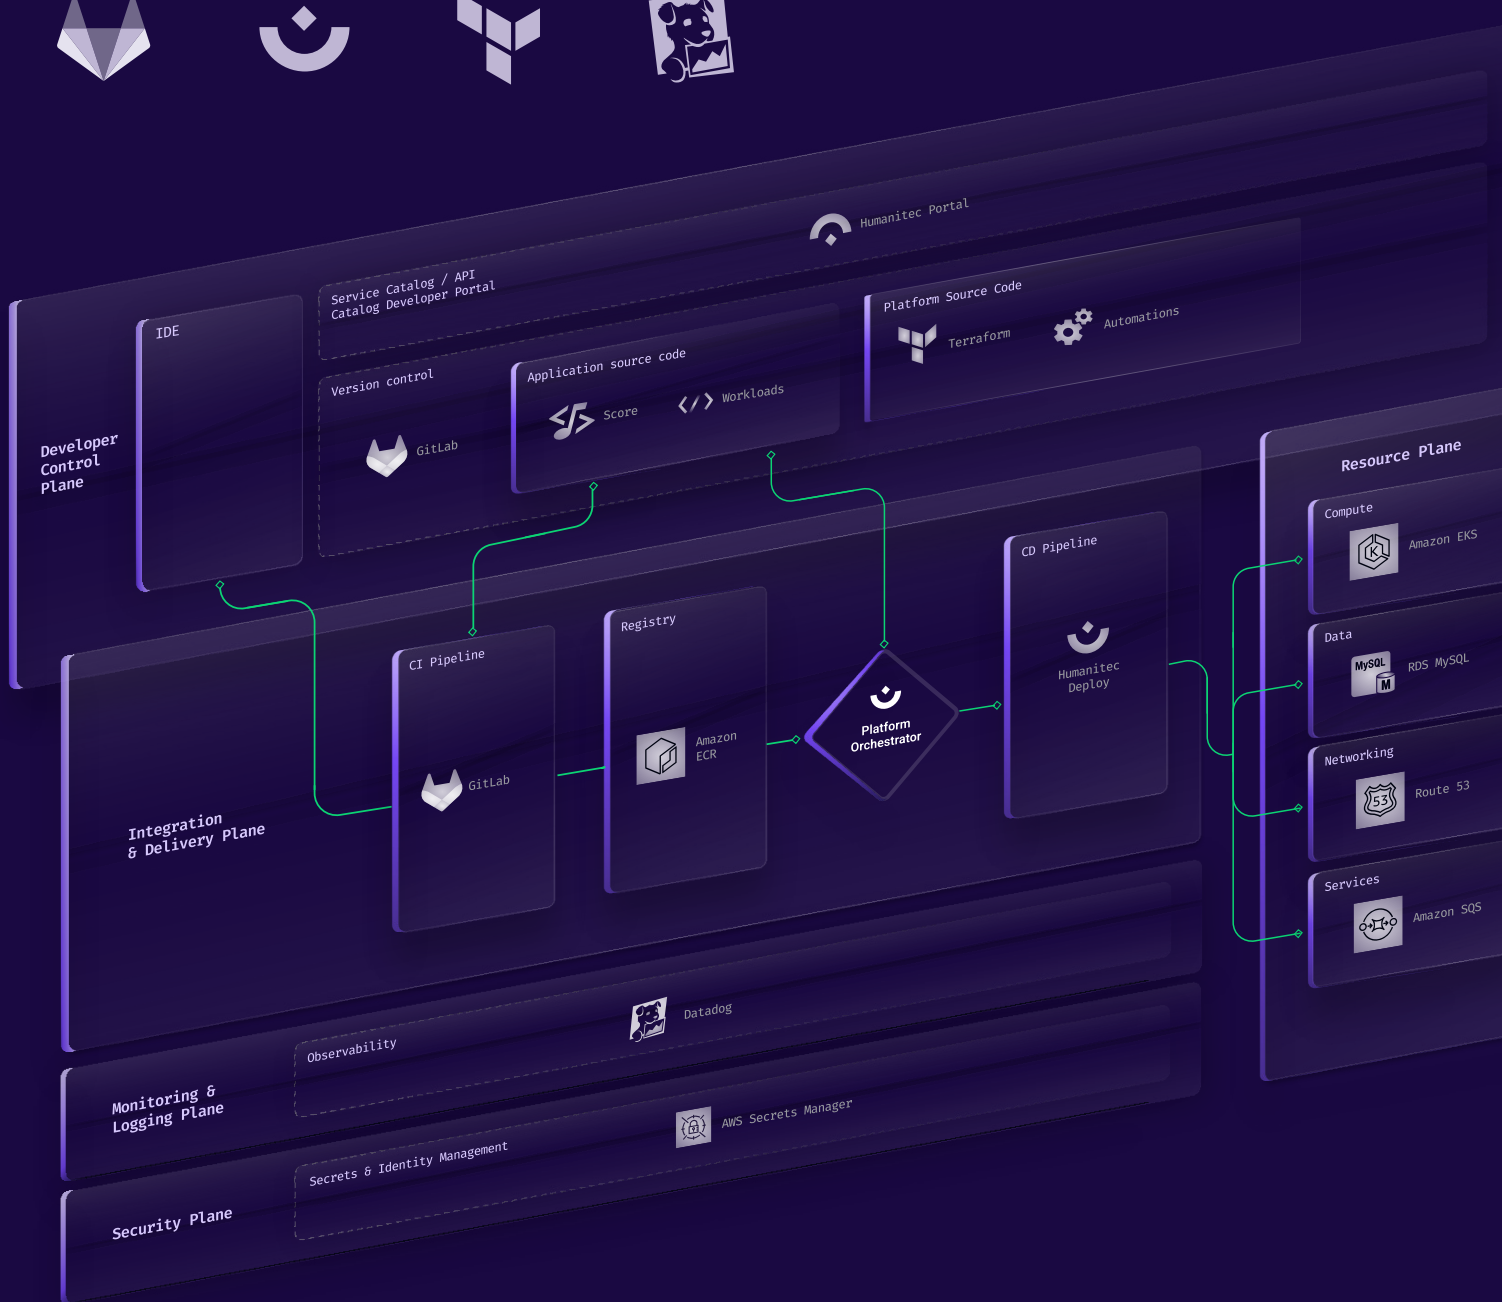 Humanitec Portal
Service Catalog / API
Catalog Developer Portal
IDE
Platform Source Code
Terraform
Automations
Version control
Application source code
Score
Workloads
GitLab
Developer
Control
Plane
Resource Plane
Compute
Amazon EKS
CD Pipeline
Registry
CI Pipeline
Data
MySQL
M
RDS MySQL
Humanitec
Deploy
Platform
Orchestrator
Amazon
ECR
GitLab
Networking
53
Route 53
Integration
& Delivery Plane
Services
Amazon SQS
Observability
Datadog
Monitoring &
Logging Plane
AWS Secrets Manager
Secrets & Identity Management
Security Plane
K